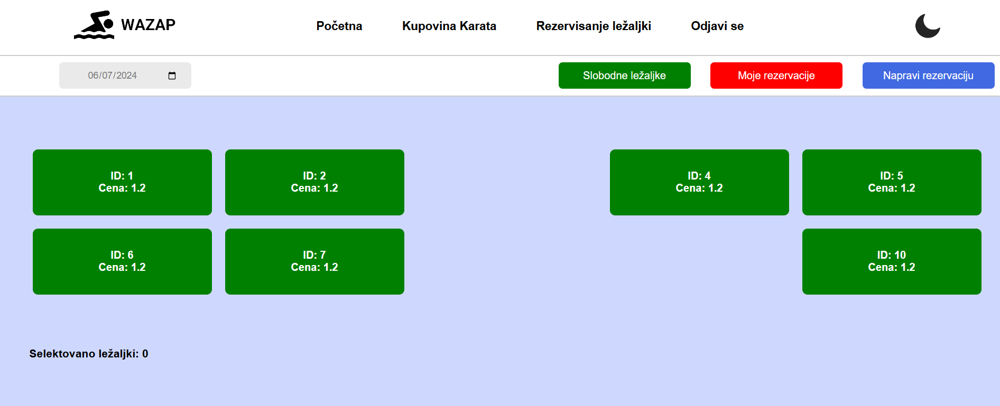 WAZAP
Početna
Kupovina Karata
Rezervisanje ležaljki
Odjavi se
06/07/2024
Slobodne ležaljke
Moje rezervacije
Napravi rezervaciju
ID: 1
Cena: 1.2
ID: 2
Cena: 1.2
ID: 4
Cena: 1.2
ID: 5
Cena: 1.2
ID: 6
Cena: 1.2
ID: 7
Cena: 1.2
ID: 10
Cena: 1.2
Selektovano ležaljki: 0